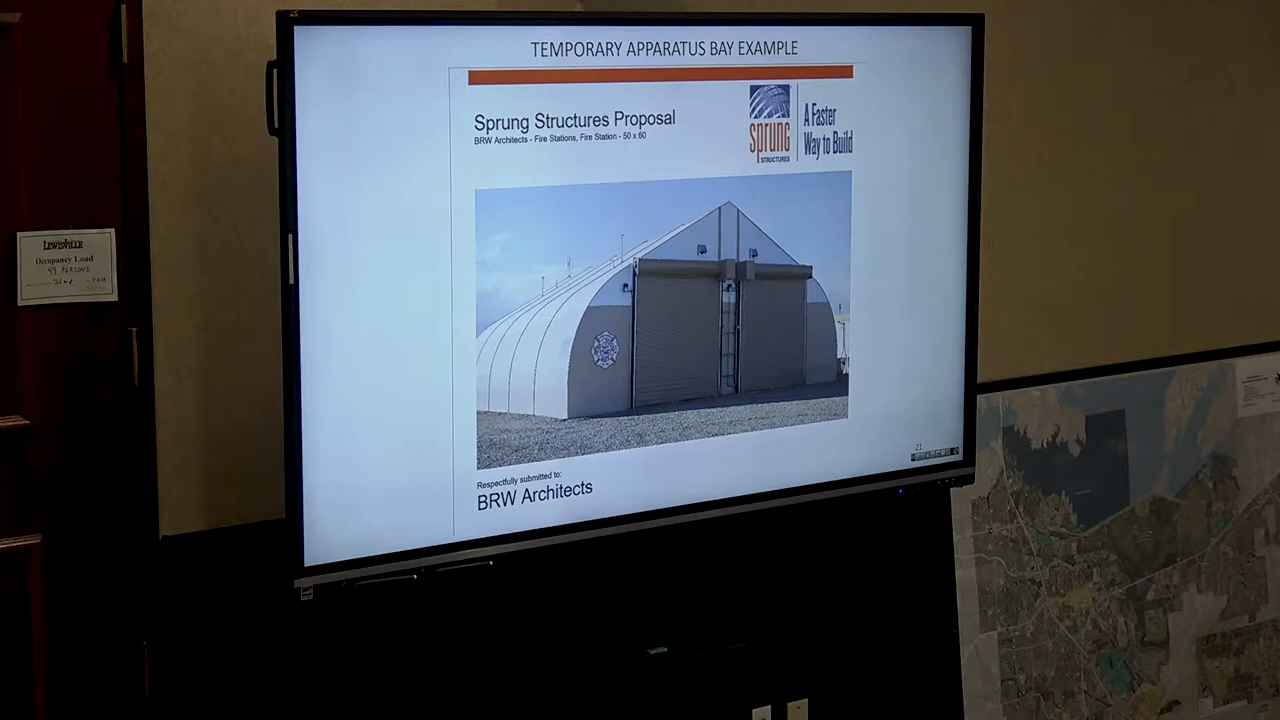 TEMPORARY APPARATUS BAY EXAMPLE
Sprung Structures Proposal
BRW Architects - Fire Stations, Fire Station - 50 x 60
sprung
STRUCTURES
A Faster
Way to Build
Respectfully submitted to:
BRW Architects
21
LEWISVILLE
Occupancy Load
49 PERSONS